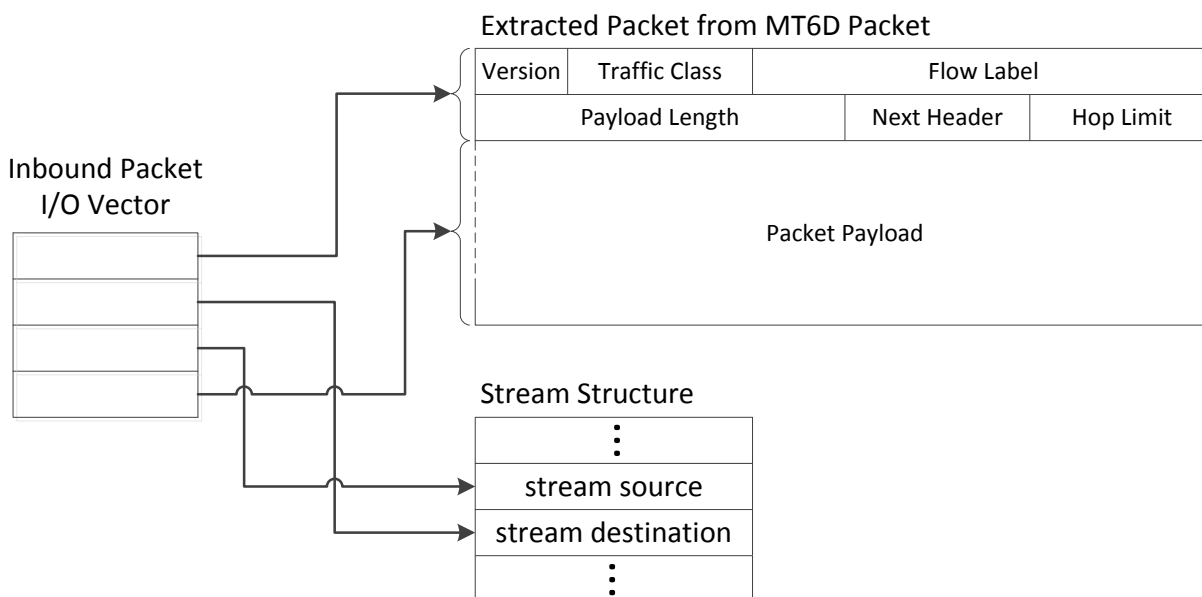 Extracted Packet from MT6D Packet
Version Traffic Class Flow Label
Payload Length Next Header Hop Limit
Inbound Packet
I/O Vector
Packet Payload
Stream Structure
stream source
stream destination